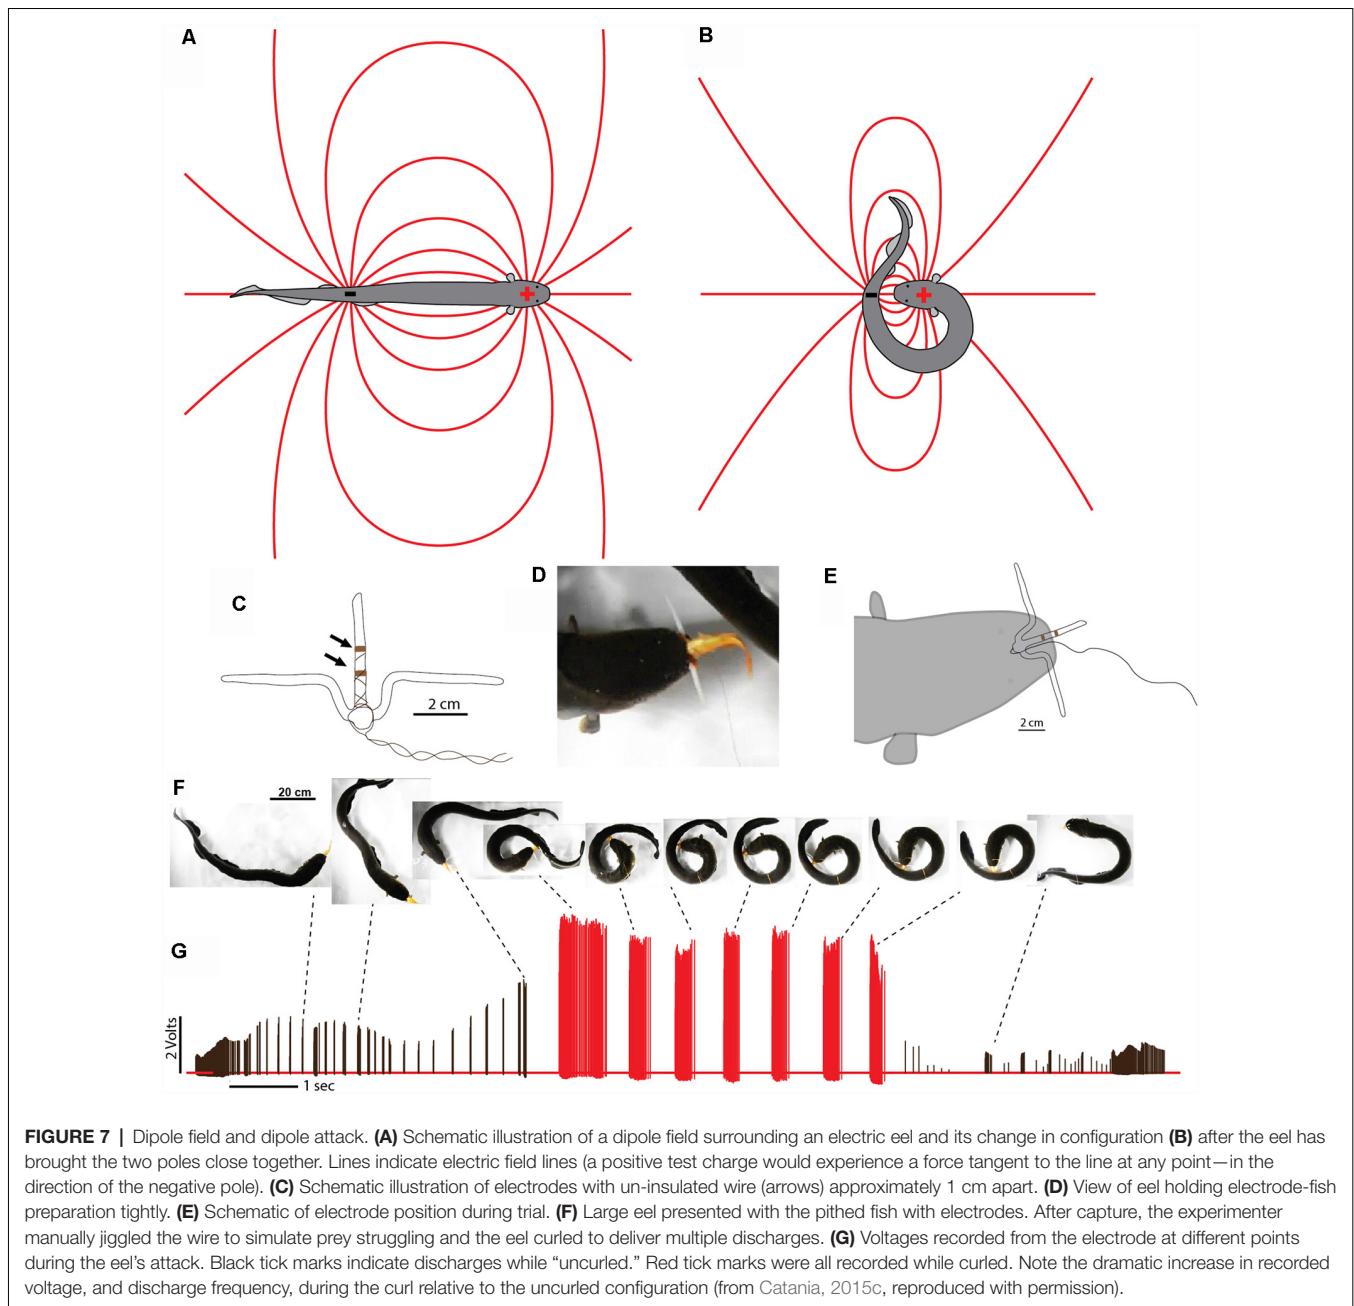 A
B
C
2 cm
D
E
2 cm
F
20 cm
G
2 Volts
1 sec
FIGURE 7 | Dipole field and dipole attack. (A) Schematic illustration of a dipole field surrounding an electric eel and its change in configuration (B) after the eel has
brought the two poles close together. Lines indicate electric field lines (a positive test charge would experience a force tangent to the line at any point—in the
direction of the negative pole). (C) Schematic illustration of electrodes with un-insulated wire (arrows) approximately 1 cm apart. (D) View of eel holding electrode-fish
preparation tightly. (E) Schematic of electrode position during trial. (F) Large eel presented with the pithed fish with electrodes. After capture, the experimenter
manually jiggled the wire to simulate prey struggling and the eel curled to deliver multiple discharges. (G) Voltages recorded from the electrode at different points
during the eel's attack. Black tick marks indicate discharges while “uncurled.” Red tick marks were all recorded while curled. Note the dramatic increase in recorded
voltage, and discharge frequency, during the curl relative to the uncurled configuration (from Catania, 2015c, reproduced with permission).